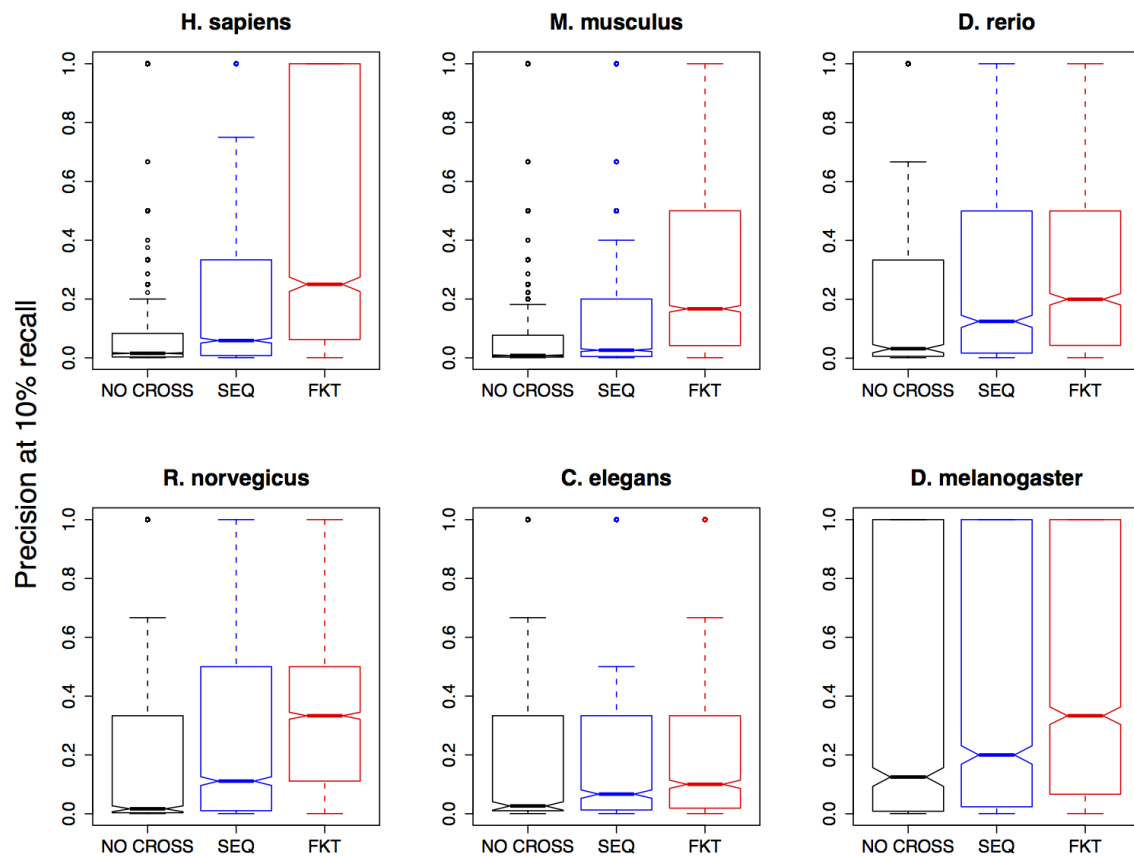 H. sapiens
M. musculus
D. rerio
Precision at 10% recall
1.0
0.8
0.6
0.4
0.2
0.0
NO CROSS SEQ FKT
1.0
0.8
0.6
0.4
0.2
0.0
NO CROSS SEQ FKT
1.0
0.8
0.6
0.4
0.2
0.0
NO CROSS SEQ FKT
R. norvegicus
C. elegans
D. melanogaster
1.0
0.8
0.6
0.4
0.2
0.0
NO CROSS SEQ FKT
1.0
0.8
0.6
0.4
0.2
0.0
NO CROSS SEQ FKT
1.0
0.8
0.6
0.4
0.2
0.0
NO CROSS SEQ FKT